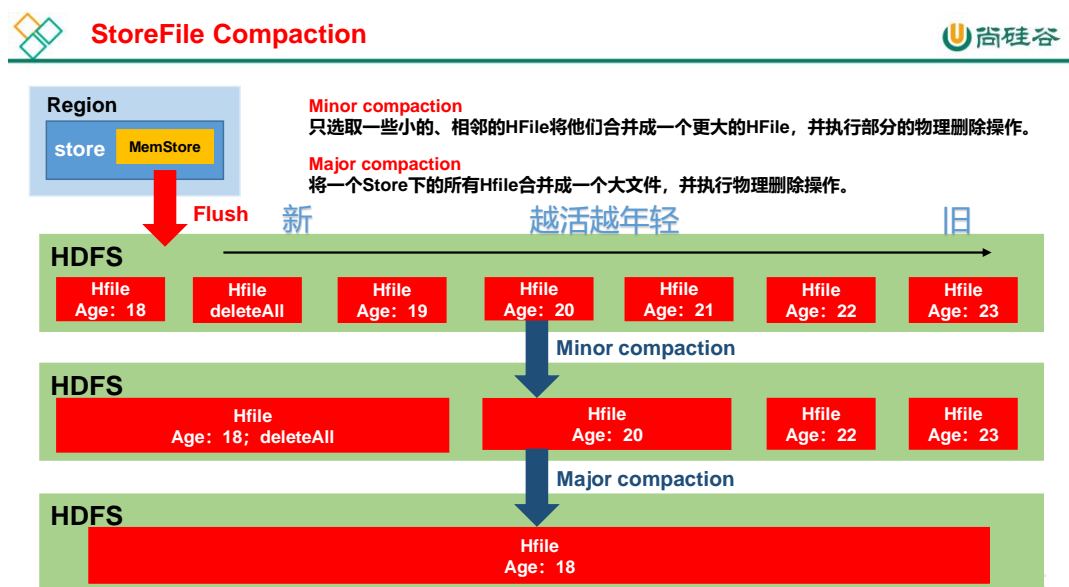 StoreFile Compaction
尚硅谷
Region
store
MemStore
Minor compaction
只选取一些小的、相邻的HFile将他们合并成一个更大的HFile，并执行部分的物理删除操作。
Major compaction
将一个Store下的所有Hfile合并成一个大文件，并执行物理删除操作。
Flush
新
越活越年轻
旧
HDFS
Hfile
Age：18
Hfile
deleteAll
Hfile
Age：19
Hfile
Age：20
Hfile
Age：21
Hfile
Age：22
Hfile
Age：23
Minor compaction
HDFS
Hfile
Age：18；deleteAll
Hfile
Age：20
Hfile
Age：22
Hfile
Age：23
Major compaction
HDFS
Hfile
Age：18